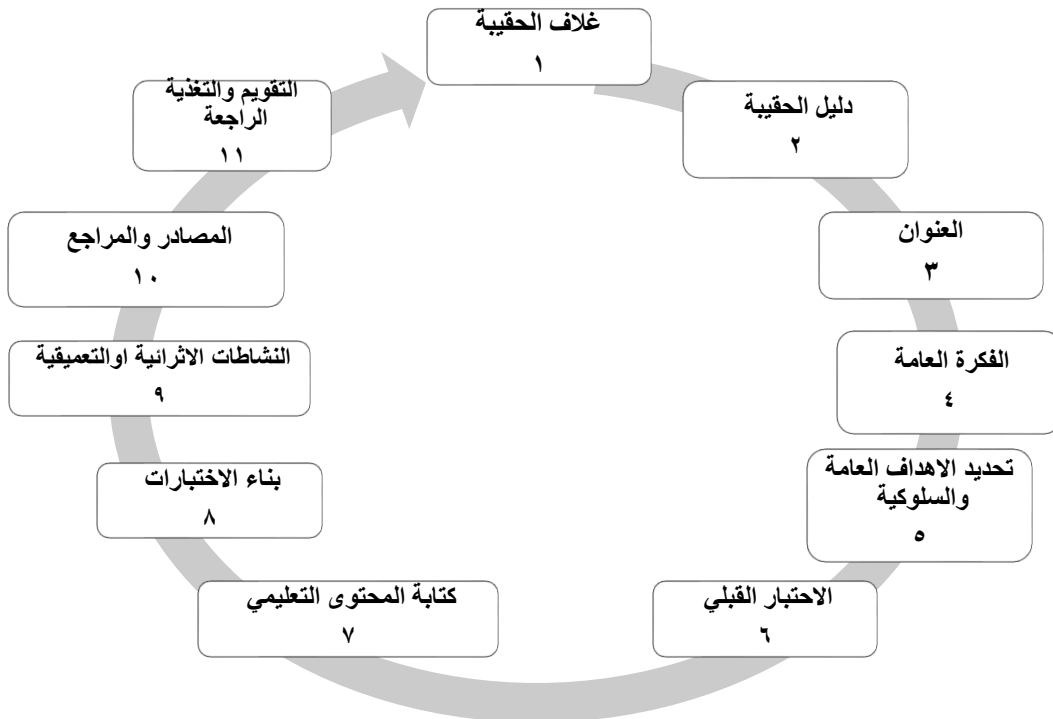 غلاف الحقيبة
١
دليل الحقيبة
٢
العنوان
٣
الفكرة العامة
٤
تحديد الاهداف العامة
والسلوكية
٥
الاحتبار القبلي
٦
كتابة المحتوى التعليمي
٧
بناء الاختبارات
٨
النشاطات الاثرائية اوالتعميقية
٩
المصادر والمراجع
١٠
التقويم والتغذية
الراجعة
١١